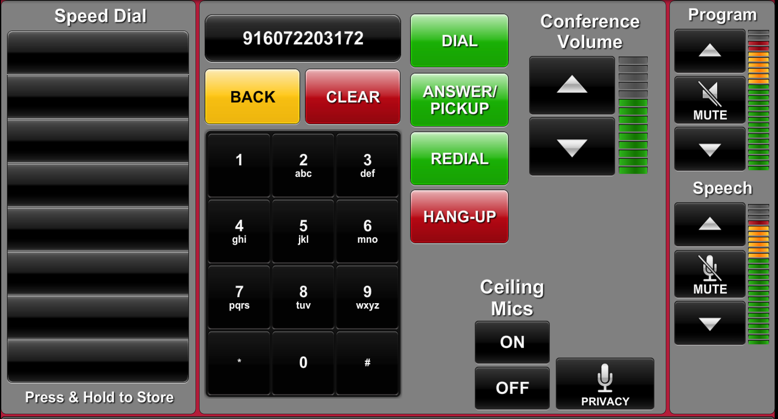 Speed Dial
Press & Hold to Store
916072203172
BACK
CLEAR
1
2
abc
3
def
4
ghi
5
jkl
6
mno
7
pqrs
8
tuv
9
wxyz
*
0
#
DIAL
ANSWER/
PICKUP
REDIAL
HANG-UP
Conference
Volume
Ceiling
Mics
ON
OFF
PRIVACY
Program
MUTE
Speech
MUTE